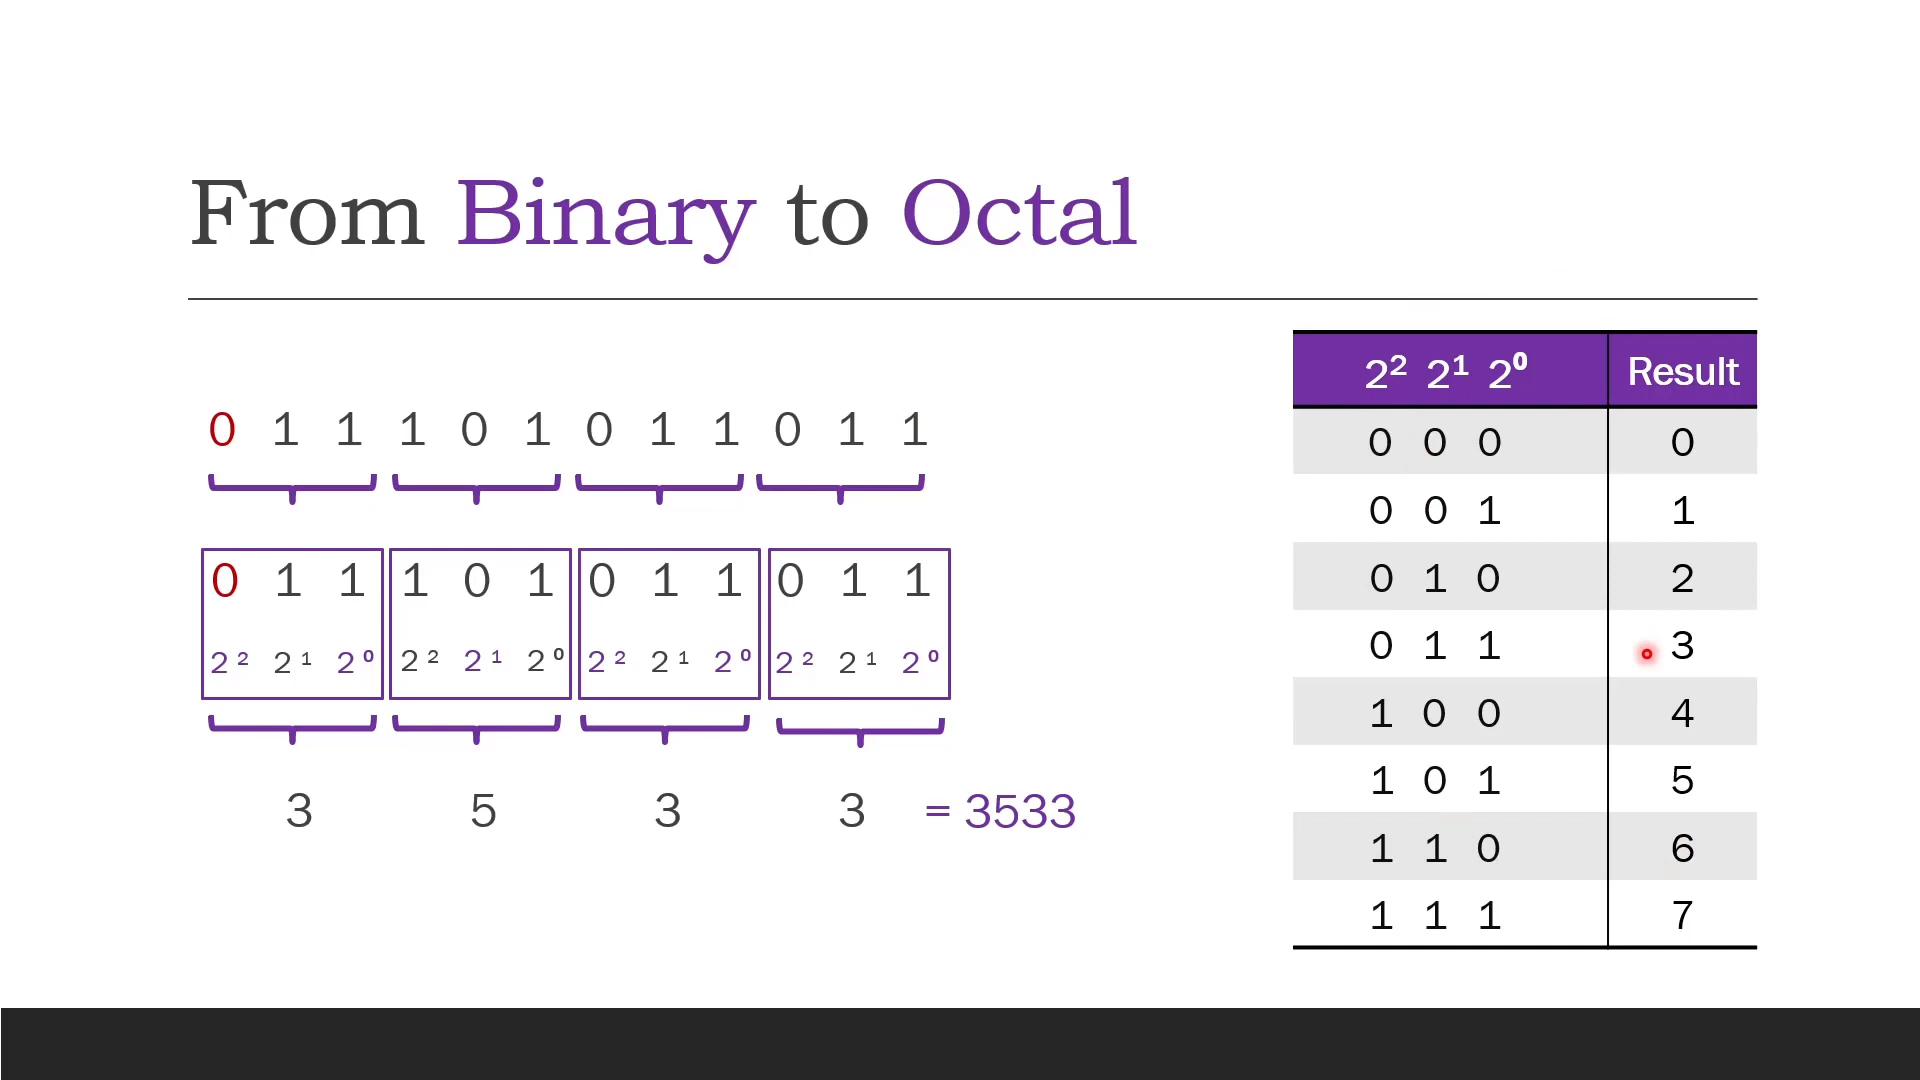 From Binary to Octal
0 1 1 1 0 1 0 1 1 0 1 1
0 1 1 1 0 1 0 1 1 0 1 1
2² 2¹ 2⁰ 2² 2¹ 2⁰ 2² 2¹ 2⁰ 2² 2¹ 2⁰
3 5 3 3 = 3533
2² 2¹ 2⁰ Result
0 0 0 0
0 0 1 1
0 1 0 2
0 1 1 3
1 0 0 4
1 0 1 5
1 1 0 6
1 1 1 7